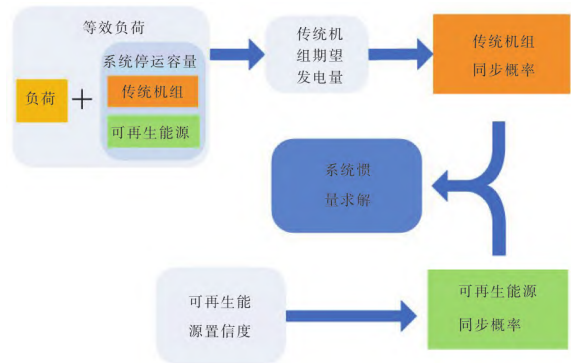 等效负荷
系统停运容量
负荷
+
传统机组
可再生能源
传统机
组期望
发电量
传统机组
同步概率
系统惯
量求解
可再生能
源置信度
可再生能源
同步概率